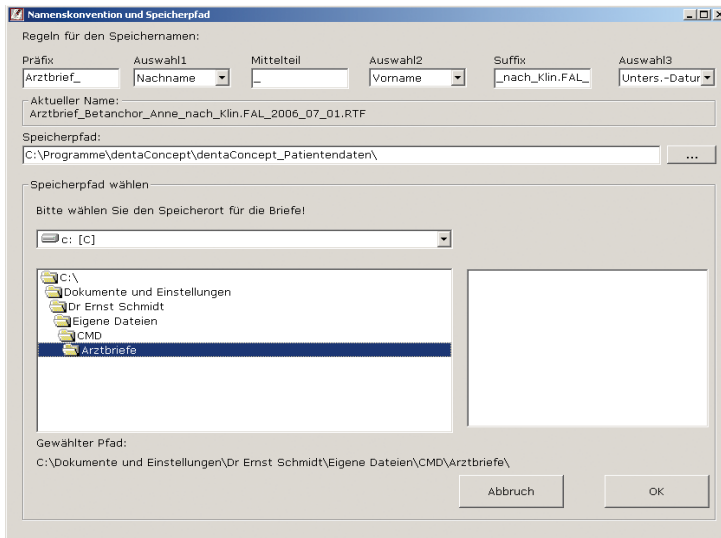 Namenskonvention und Speicherpfad
Regeln für den Speichernamen:
Präfix Auswahl1 Mittelteil Auswahl2 Suffix Auswahl3
Arztbrief_ Nachname _ Vorname _nach_Klin.FAL_ Unters.-Datur
Aktueller Name:
Arztbrief_Betanchor_Anne_nach_Klin.FAL_2006_07_01.RTF
Speicherpfad:
C:\Programme\dentaConcept\dentaConcept_Patientendaten\ ...
Speicherpfad wählen
Bitte wählen Sie den Speicherort für die Briefe!
c: [C]
C:\
Dokumente und Einstellungen
Dr Ernst Schmidt
Eigene Dateien
CMD
Arztbriefe
Gewählter Pfad:
C:\Dokumente und Einstellungen\Dr Ernst Schmidt\Eigene Dateien\CMD\Arztbriefe\
Abbruch OK